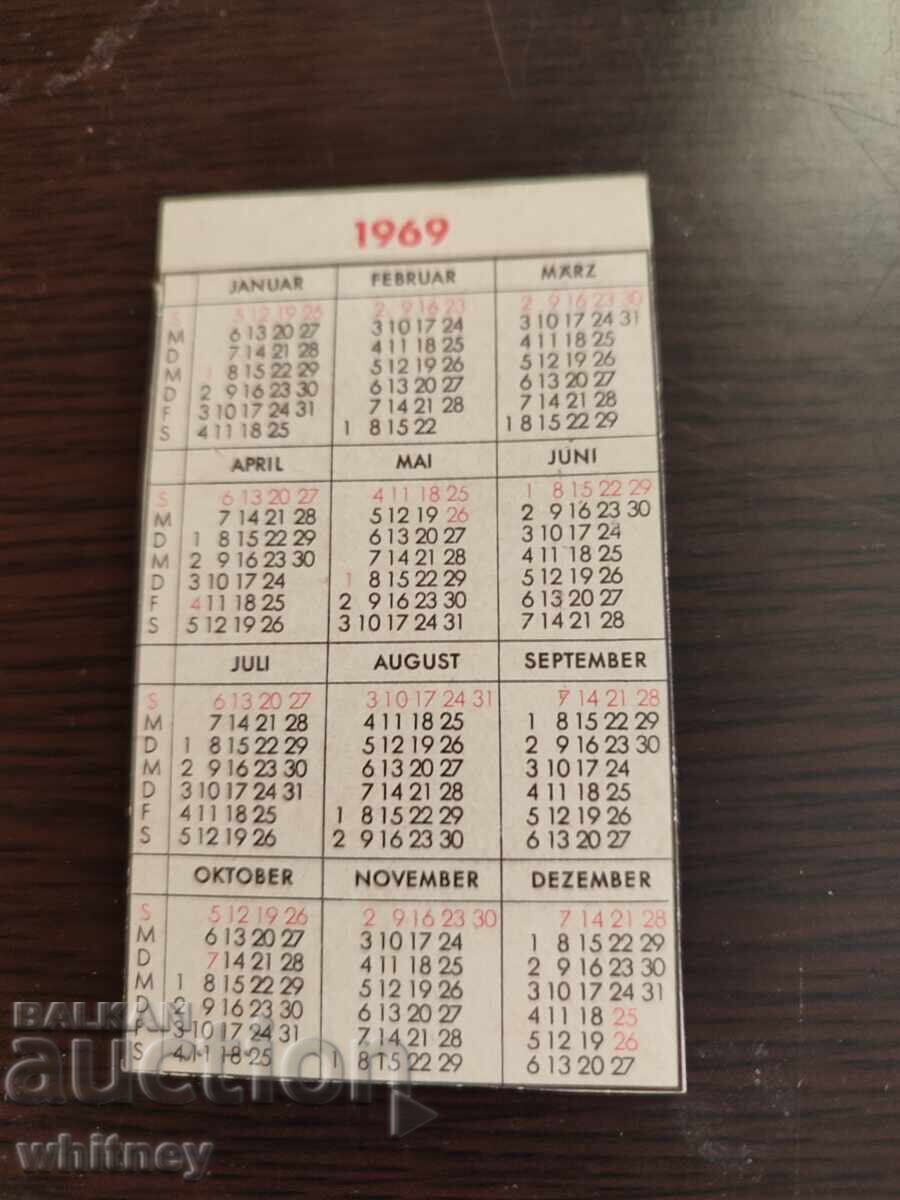 1969
JANUAR FEBRUAR MÄRZ
S 5 12 19 26 2 9 16 23 2 9 16 23 30
M 6 13 20 27 3 10 17 24 3 10 17 24 31
D 7 14 21 28 4 11 18 25 4 11 18 25
M 1 8 15 22 29 5 12 19 26 5 12 19 26
D 2 9 16 23 30 6 13 20 27 6 13 20 27
F 3 10 17 24 31 7 14 21 28 7 14 21 28
S 4 11 18 25 1 8 15 22 1 8 15 22 29
APRIL MAI JUNI
S 6 13 20 27 4 11 18 25 1 8 15 22 29
M 7 14 21 28 5 12 19 26 2 9 16 23 30
D 1 8 15 22 29 6 13 20 27 3 10 17 24
M 2 9 16 23 30 7 14 21 28 4 11 18 25
D 3 10 17 24 1 8 15 22 29 5 12 19 26
F 4 11 18 25 2 9 16 23 30 6 13 20 27
S 5 12 19 26 3 10 17 24 31 7 14 21 28
JULI AUGUST SEPTEMBER
S 6 13 20 27 3 10 17 24 31 7 14 21 28
M 7 14 21 28 4 11 18 25 1 8 15 22 29
D 1 8 15 22 29 5 12 19 26 2 9 16 23 30
M 2 9 16 23 30 6 13 20 27 3 10 17 24
D 3 10 17 24 31 7 14 21 28 4 11 18 25
F 4 11 18 25 1 8 15 22 29 5 12 19 26
S 5 12 19 26 2 9 16 23 30 6 13 20 27
OKTOBER NOVEMBER DEZEMBER
S 5 12 19 26 2 9 16 23 30 7 14 21 28
M 6 13 20 27 3 10 17 24 1 8 15 22 29
D 7 14 21 28 4 11 18 25 2 9 16 23 30
M 1 8 15 22 29 5 12 19 26 3 10 17 24 31
D 2 9 16 23 30 6 13 20 27 4 11 18 25
F 3 10 17 24 31 7 14 21 28 5 12 19 26
S 4 11 18 25 1 8 15 22 29 6 13 20 27
BALKAN
auction
whitney